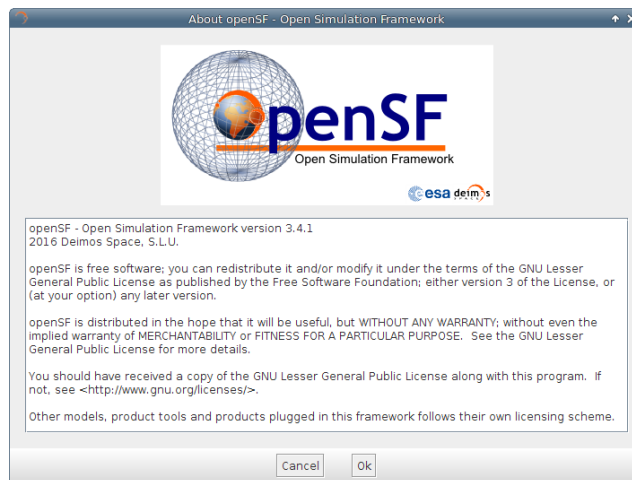 About openSF - Open Simulation Framework
OpenSF
Open Simulation Framework
esa deimos
SPACE
openSF - Open Simulation Framework version 3.4.1
2016 Deimos Space, S.L.U.
openSF is free software; you can redistribute it and/or modify it under the terms of the GNU Lesser
General Public License as published by the Free Software Foundation; either version 3 of the License, or
(at your option) any later version.
openSF is distributed in the hope that it will be useful, but WITHOUT ANY WARRANTY; without even the
implied warranty of MERCHANTABILITY or FITNESS FOR A PARTICULAR PURPOSE.  See the GNU Lesser
General Public License for more details.
You should have received a copy of the GNU Lesser General Public License along with this program.  If
not, see <http://www.gnu.org/licenses/>.
Other models, product tools and products plugged in this framework follows their own licensing scheme.
Cancel Ok